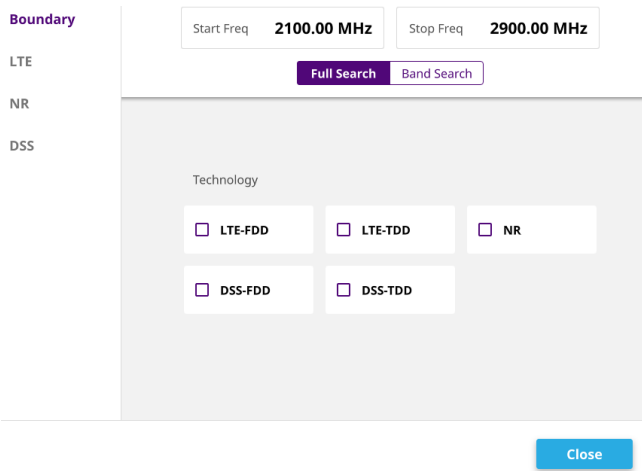 Boundary
LTE
NR
DSS
Start Freq 2100.00 MHz Stop Freq 2900.00 MHz
Full Search Band Search
Technology
LTE-FDD LTE-TDD NR
DSS-FDD DSS-TDD
Close